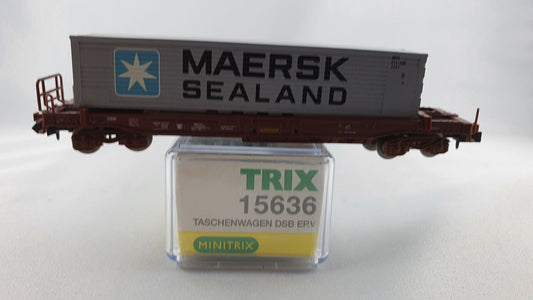 MAERSK
SEALAND
TRIX
15636
TASCHENWAGEN DSB EP.V
MINITRIX